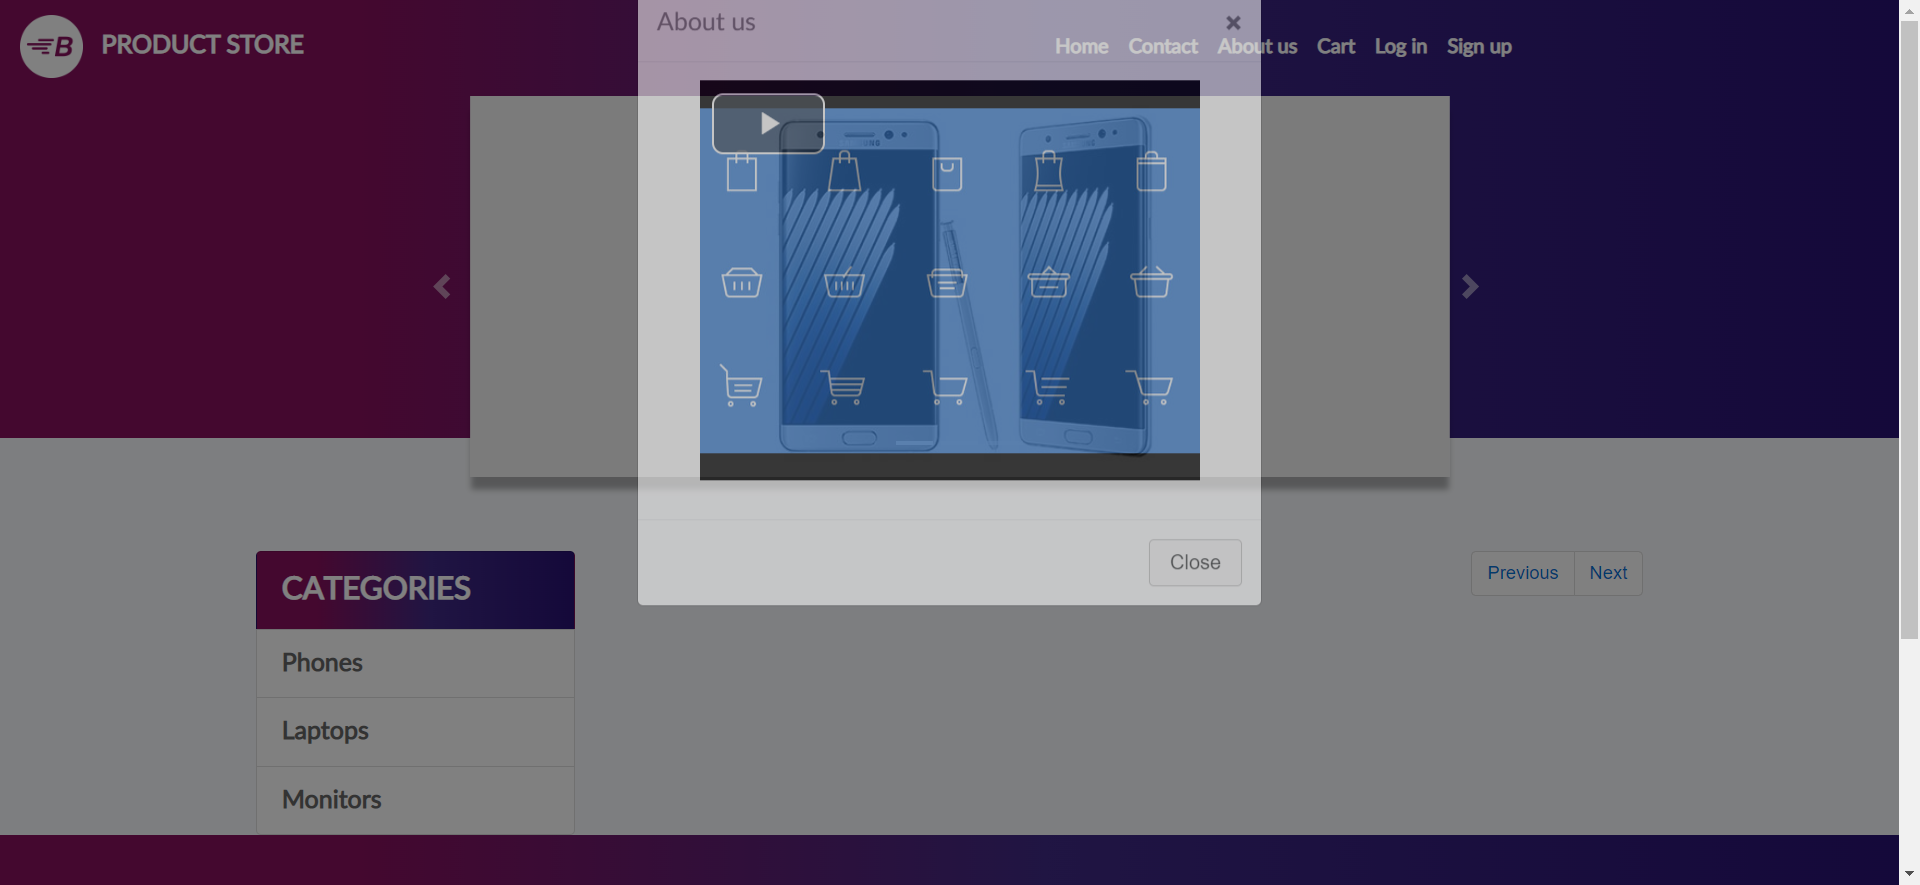 About us
×
B PRODUCT STORE
Home Contact About us Cart Log in Sign up
Close
CATEGORIES
Phones
Laptops
Monitors
Previous Next